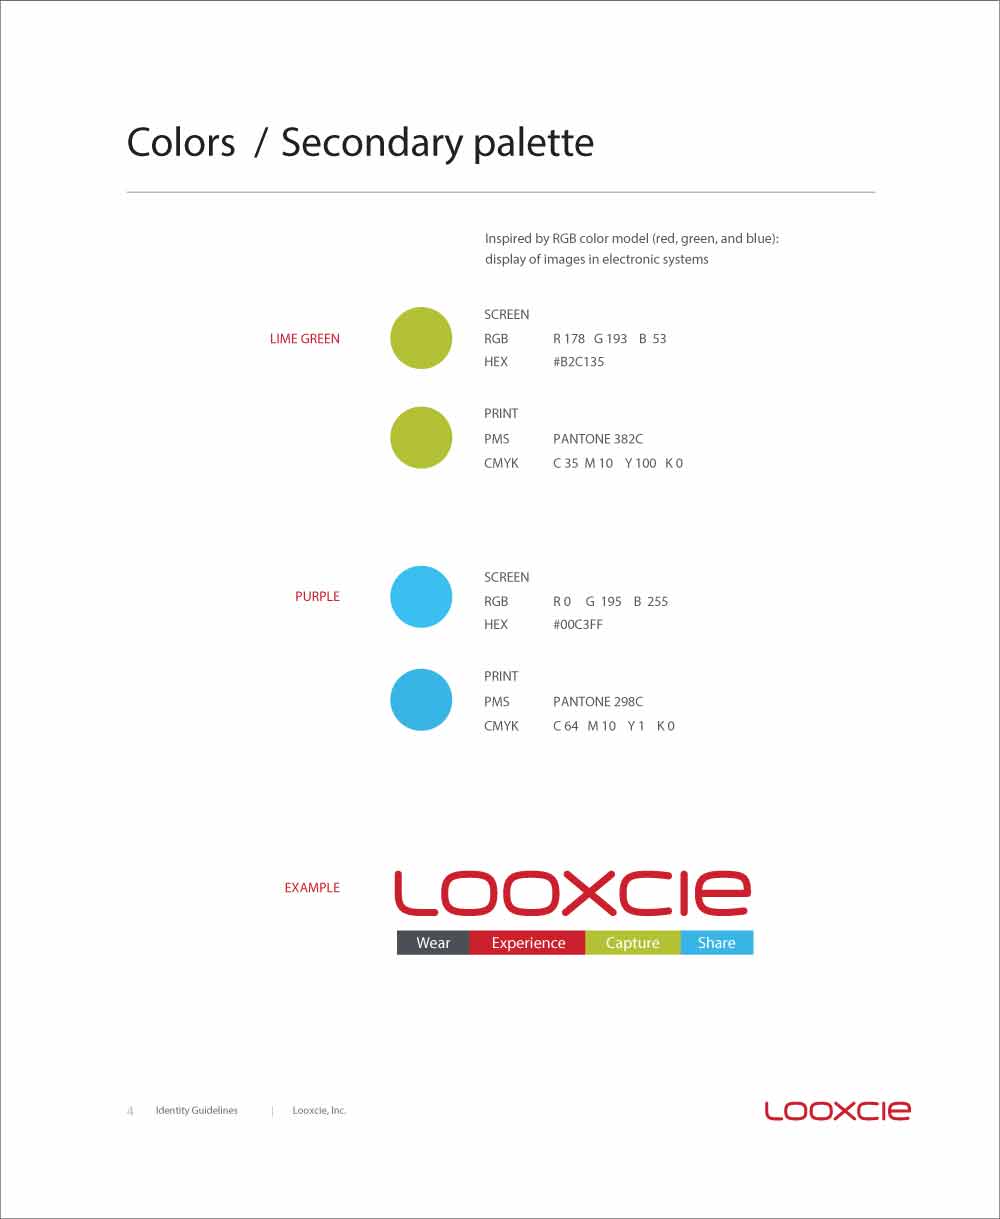 Colors / Secondary palette
Inspired by RGB color model (red, green, and blue):
display of images in electronic systems
LIME GREEN
SCREEN
RGB R 178 G 193 B 53
HEX #B2C135
PRINT
PMS PANTONE 382C
CMYK C 35 M 10 Y 100 K 0
PURPLE
SCREEN
RGB R 0 G 195 B 255
HEX #00C3FF
PRINT
PMS PANTONE 298C
CMYK C 64 M 10 Y 1 K 0
EXAMPLE
LOOXCIE
Wear Experience Capture Share
4 Identity Guidelines | Looxcie, Inc.
LOOXCIE